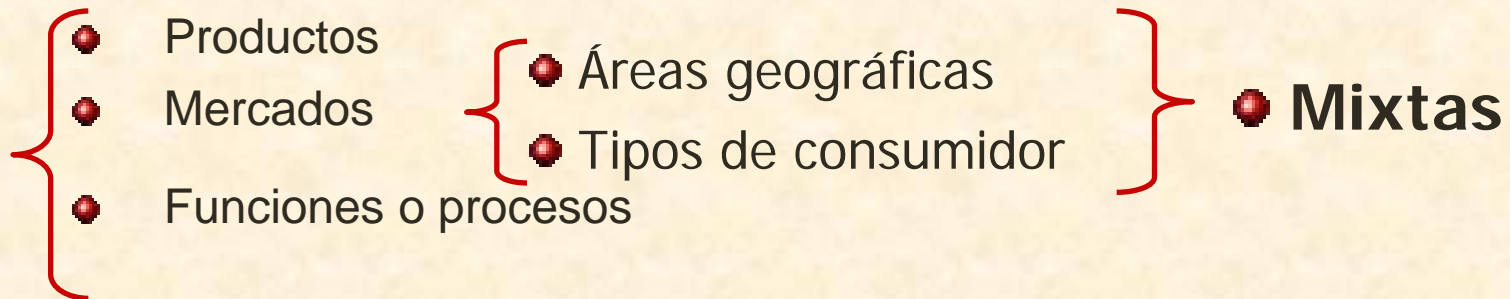 Productos
Mercados
Funciones o procesos
Áreas geográficas
Tipos de consumidor
Mixtas